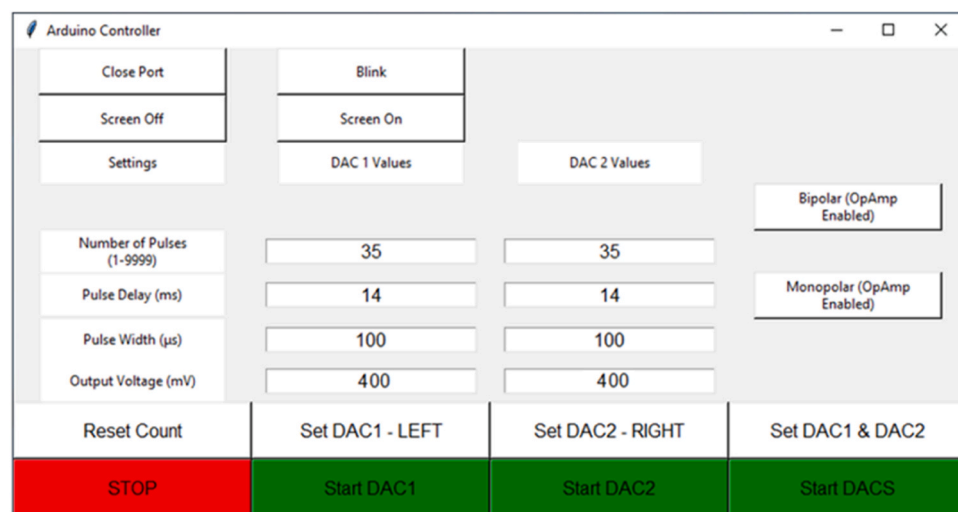 Arduino Controller
Close Port
Blink
Screen Off
Screen On
Settings
DAC 1 Values
DAC 2 Values
Bipolar (OpAmp
Enabled)
Number of Pulses
(1-9999)
35
35
Pulse Delay (ms)
14
14
Monopolar (OpAmp
Enabled)
Pulse Width (µs)
100
100
Output Voltage (mV)
400
400
Reset Count
Set DAC1 - LEFT
Set DAC2 - RIGHT
Set DAC1 & DAC2
STOP
Start DAC1
Start DAC2
Start DACS